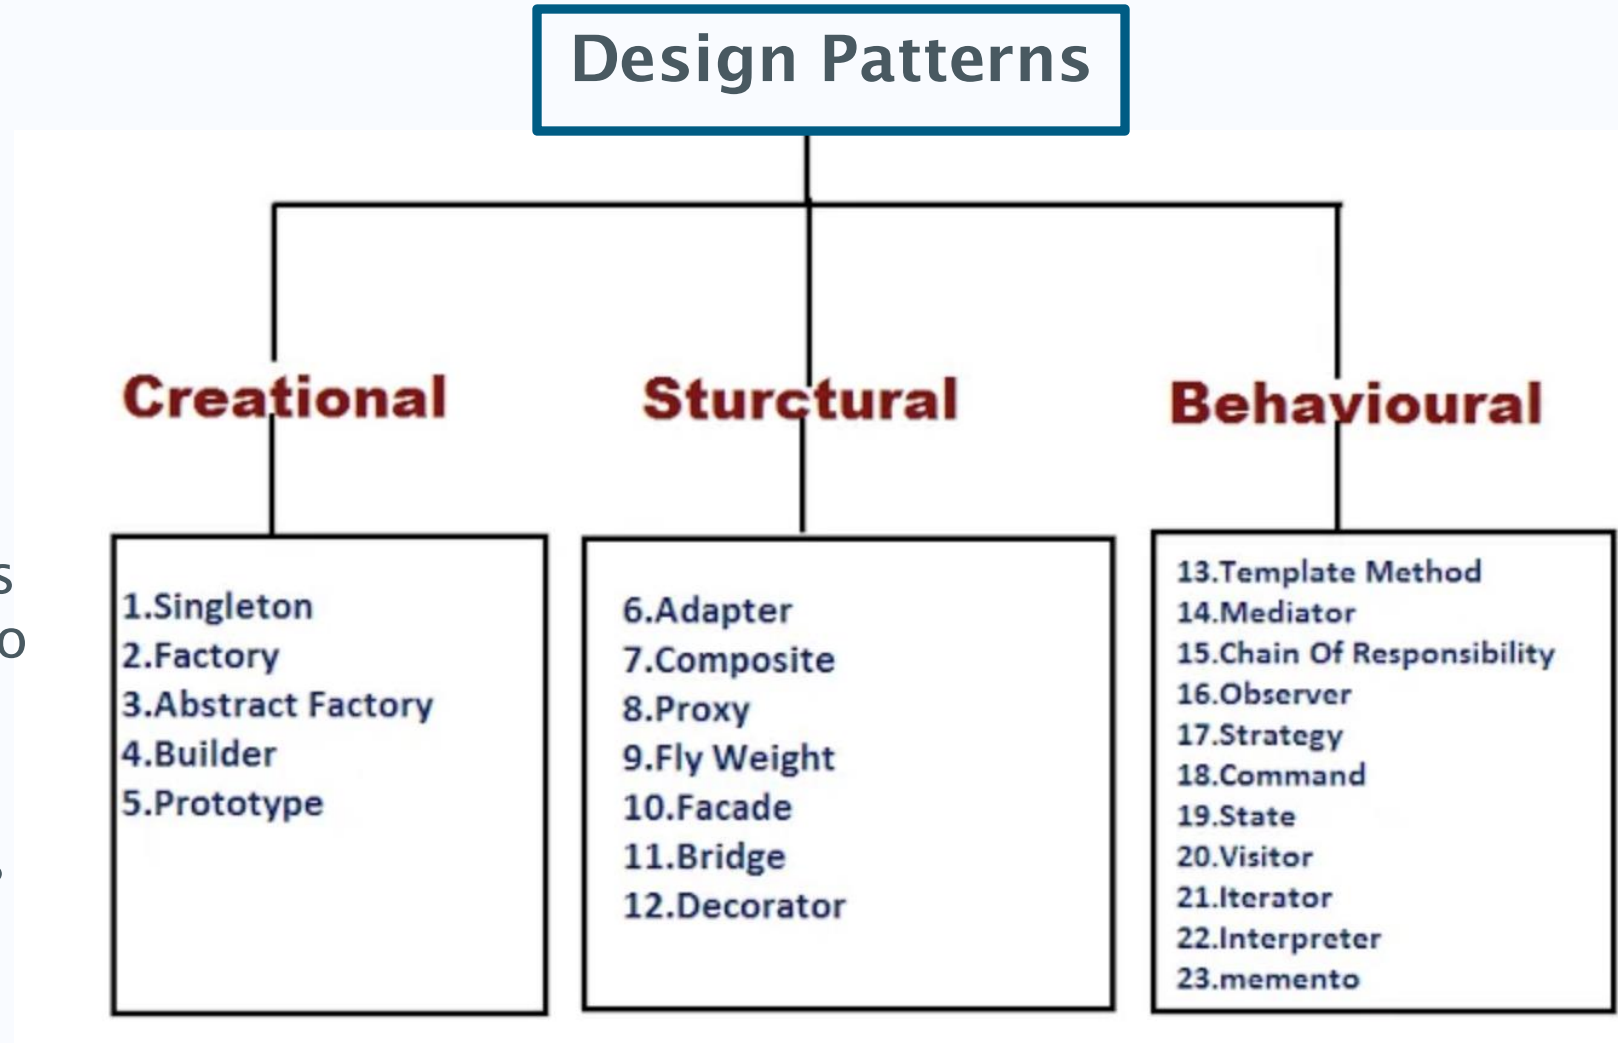 Design Patterns
Creational
Sturctural
Behavioural
s
o
1.Singleton
2.Factory
3.Abstract Factory
4.Builder
5.Prototype
6.Adapter
7.Composite
8.Proxy
9.Fly Weight
10.Facade
11.Bridge
12.Decorator
13.Template Method
14.Mediator
15.Chain Of Responsibility
16.Observer
17.Strategy
18.Command
19.State
20.Visitor
21.Iterator
22.Interpreter
23.memento